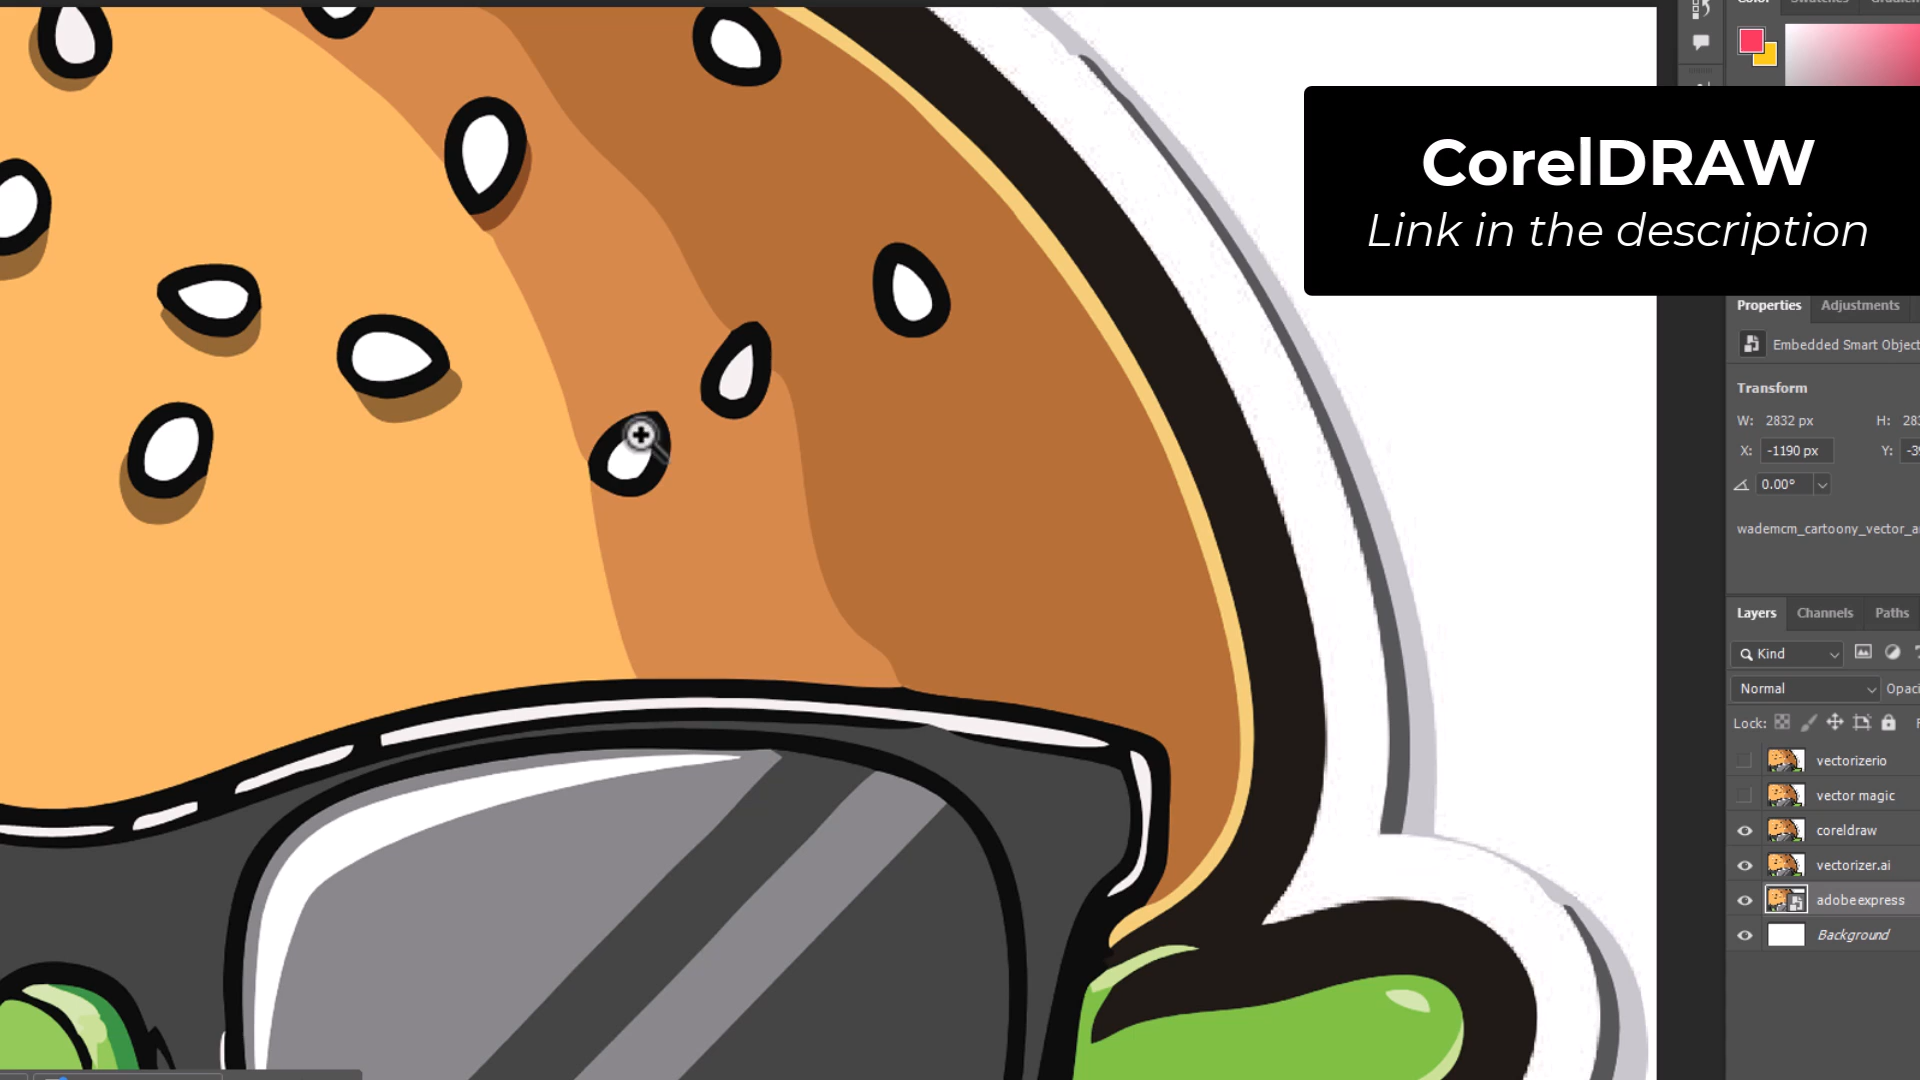 CorelDRAW
Link in the description
Properties
Adjustments
Embedded Smart Object
Transform
W: 2832 px
H:
X: -1190 px
Y:
0.00°
Layers
Channels
Paths
Kind
Normal
Lock:
vectorizerio
vector magic
coreldraw
vectorizer.ai
adobeexpress
Background